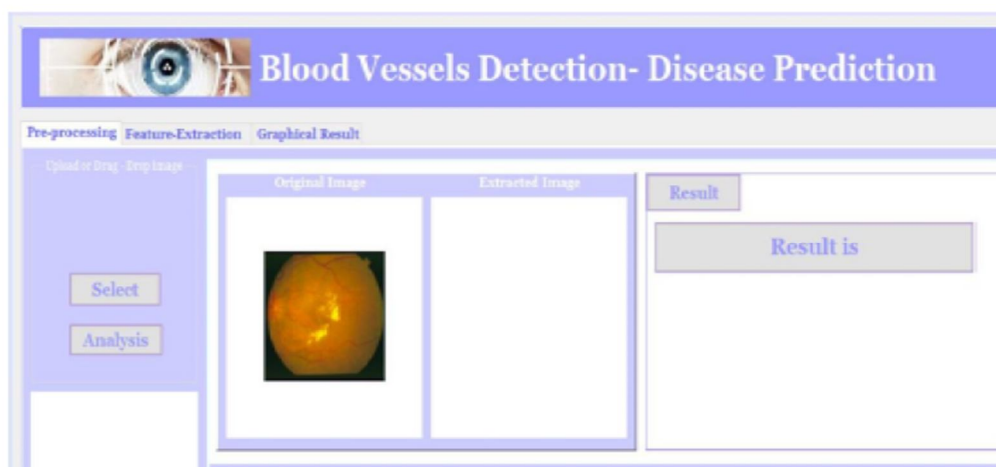 Blood Vessels Detection- Disease Prediction
Pre-processing Feature-Extraction Graphical Result
Upload or Drag - Drop Image
Original Image Extracted Image
Result
Result is
Select
Analysis